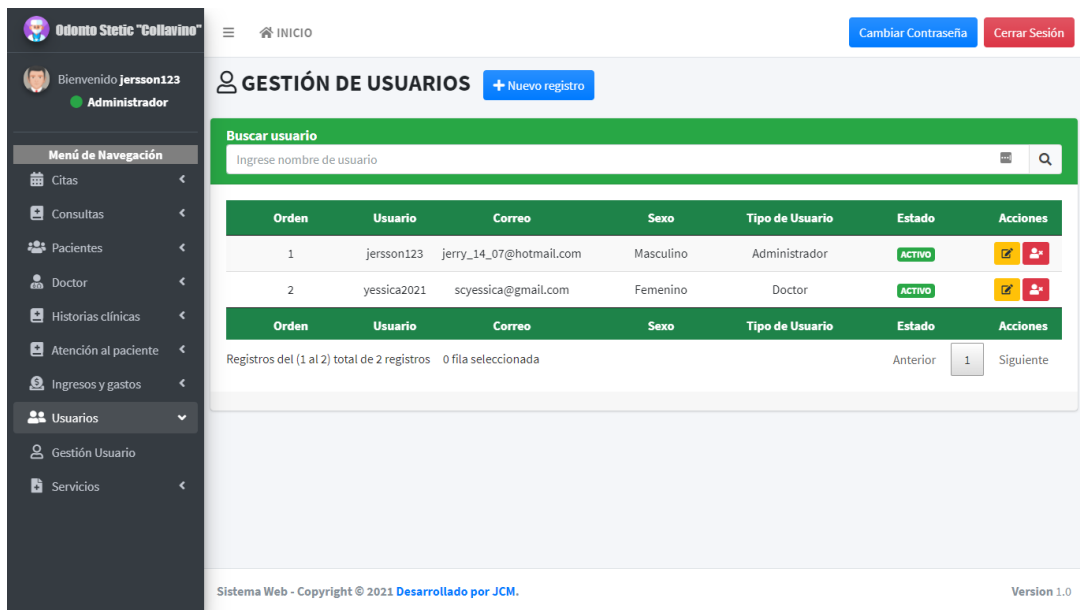 Odonto Stetic "Collavino"
INICIO
Cambiar Contraseña
Cerrar Sesión
Bienvenido jersson123
Administrador
Menú de Navegación
Citas
Consultas
Pacientes
Doctor
Historias clínicas
Atención al paciente
Ingresos y gastos
Usuarios
Gestión Usuario
Servicios
GESTIÓN DE USUARIOS
Nuevo registro
Buscar usuario
Ingrese nombre de usuario
Orden Usuario Correo Sexo Tipo de Usuario Estado Acciones
1 jersson123 jerry_14_07@hotmail.com Masculino Administrador ACTIVO
2 yessica2021 scyessica@gmail.com Femenino Doctor ACTIVO
Orden Usuario Correo Sexo Tipo de Usuario Estado Acciones
Registros del (1 al 2) total de 2 registros 0 fila seleccionada
Anterior 1 Siguiente
Sistema Web - Copyright © 2021 Desarrollado por JCM.
Version 1.0